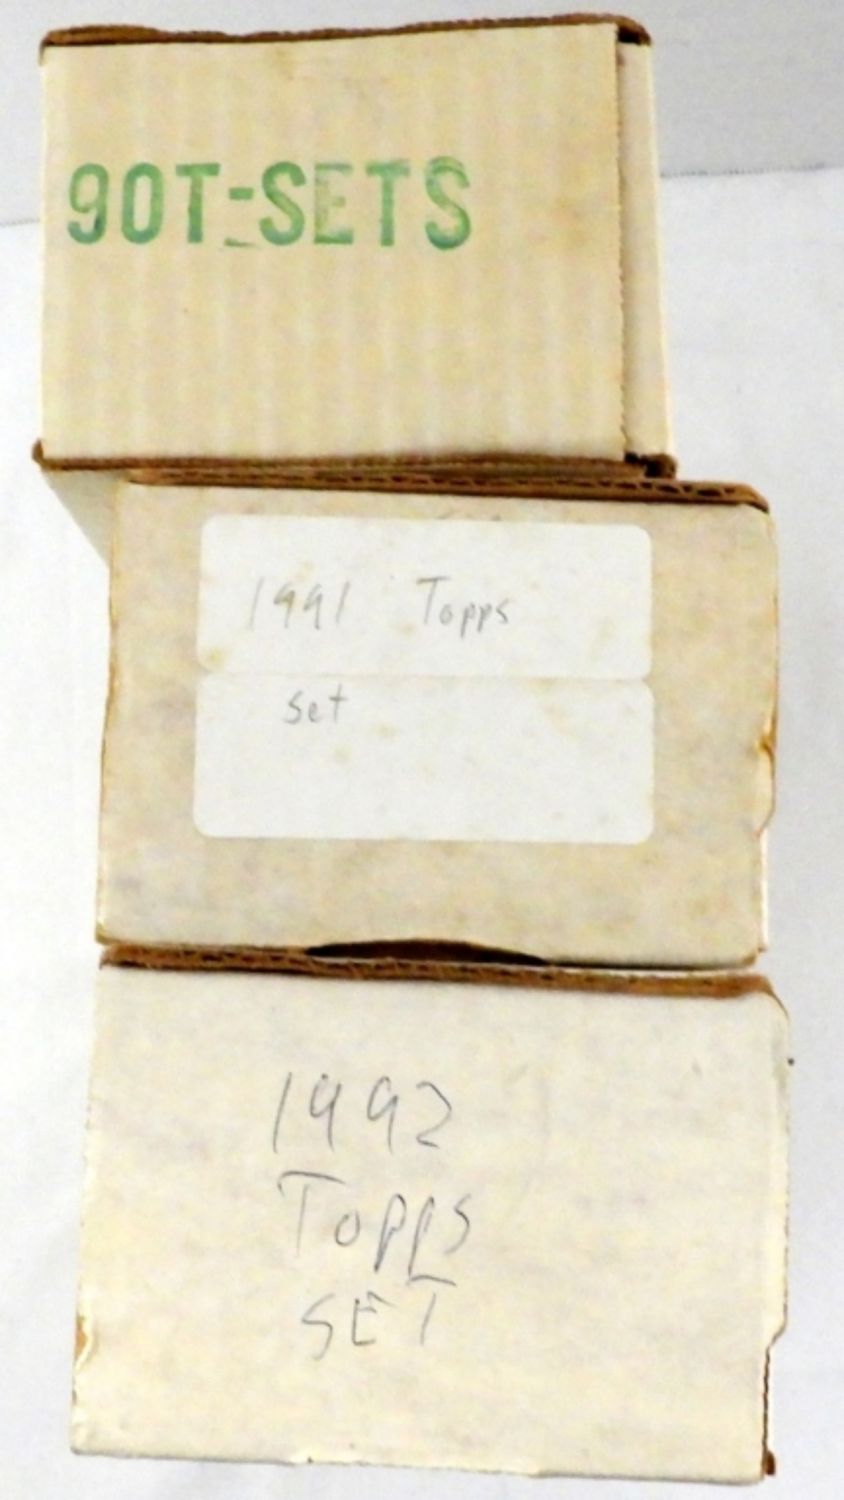 90T-SETS
1991 Topps
set
1992
Topps
SET